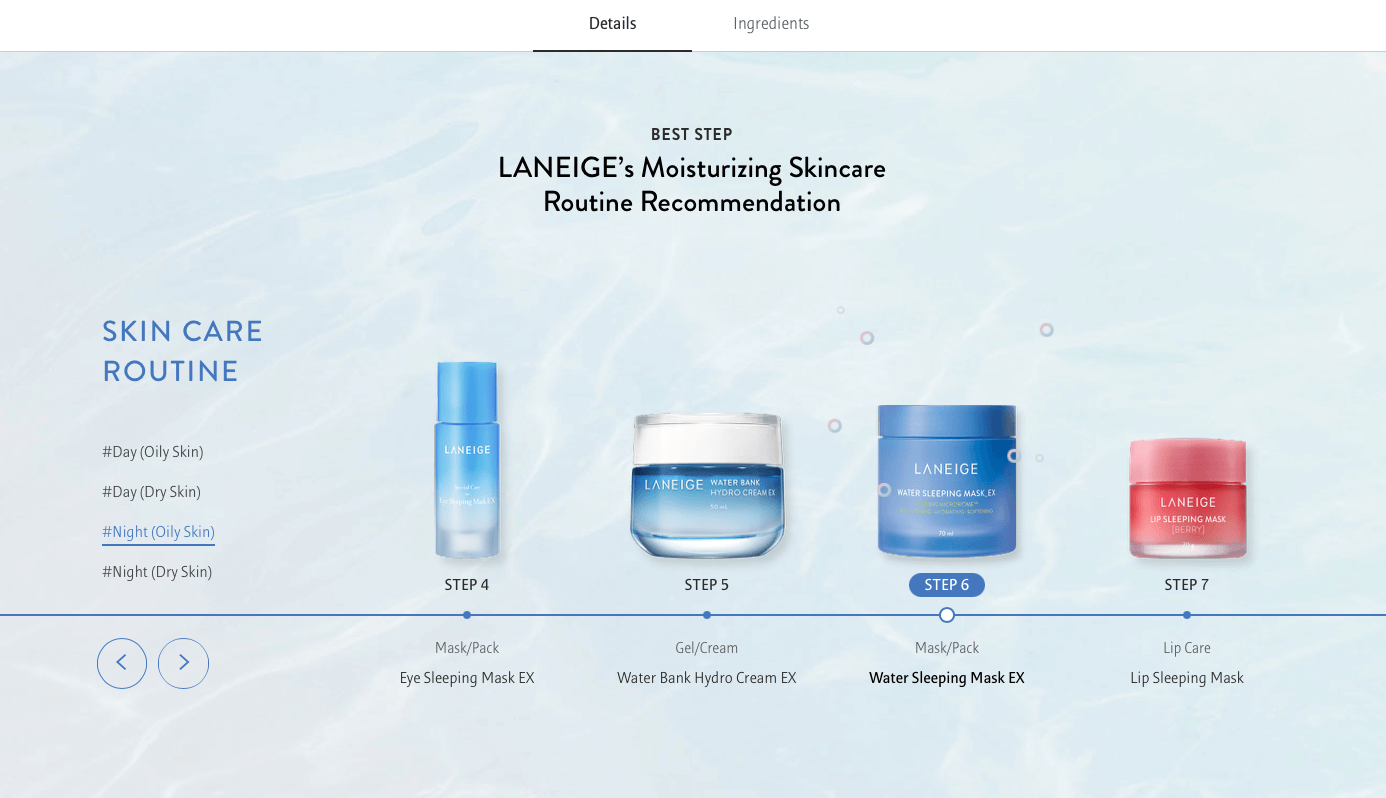 Details
Ingredients
BEST STEP
LANEIGE’s Moisturizing Skincare
Routine Recommendation
SKIN CARE
ROUTINE
#Day (Oily Skin)
#Day (Dry Skin)
#Night (Oily Skin)
#Night (Dry Skin)
LANEIGE
Special Care
Eye Sleeping Mask EX
STEP 4
Mask/Pack
Eye Sleeping Mask EX
LANEIGE
WATER BANK
HYDRO CREAM EX
50 mL
STEP 5
Gel/Cream
Water Bank Hydro Cream EX
LANEIGE
WATER SLEEPING MASK_EX
70 ml
STEP 6
Mask/Pack
Water Sleeping Mask EX
LANEIGE
LIP SLEEPING MASK
[BERRY]
STEP 7
Lip Care
Lip Sleeping Mask